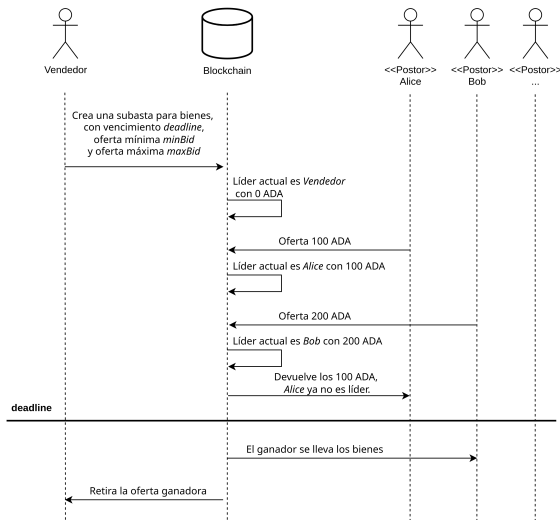 Vendedor
Blockchain
<<Postor>>
Alice
<<Postor>>
Bob
<<Postor>>
...
Crea una subasta para bienes,
con vencimiento deadline,
oferta mínima minBid
y oferta máxima maxBid
Líder actual es Vendedor
con 0 ADA
Oferta 100 ADA
Líder actual es Alice con 100 ADA
Oferta 200 ADA
Líder actual es Bob con 200 ADA
Devuelve los 100 ADA,
Alice ya no es líder.
deadline
El ganador se lleva los bienes
Retira la oferta ganadora